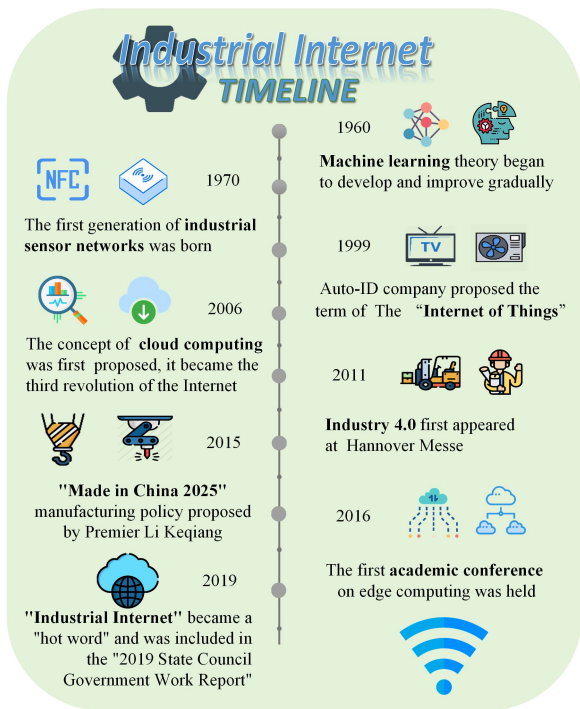 Industrial Internet
TIMELINE
1960
Machine learning theory began
to develop and improve gradually
NFC
1970
The first generation of industrial
sensor networks was born
1999
TV
Auto-ID company proposed the
term of The “Internet of Things”
2006
The concept of cloud computing
was first proposed, it became the
third revolution of the Internet
2011
Industry 4.0 first appeared
at Hannover Messe
2015
"Made in China 2025"
manufacturing policy proposed
by Premier Li Keqiang
2016
The first academic conference
on edge computing was held
2019
"Industrial Internet" became a
"hot word" and was included in
the "2019 State Council
Government Work Report"